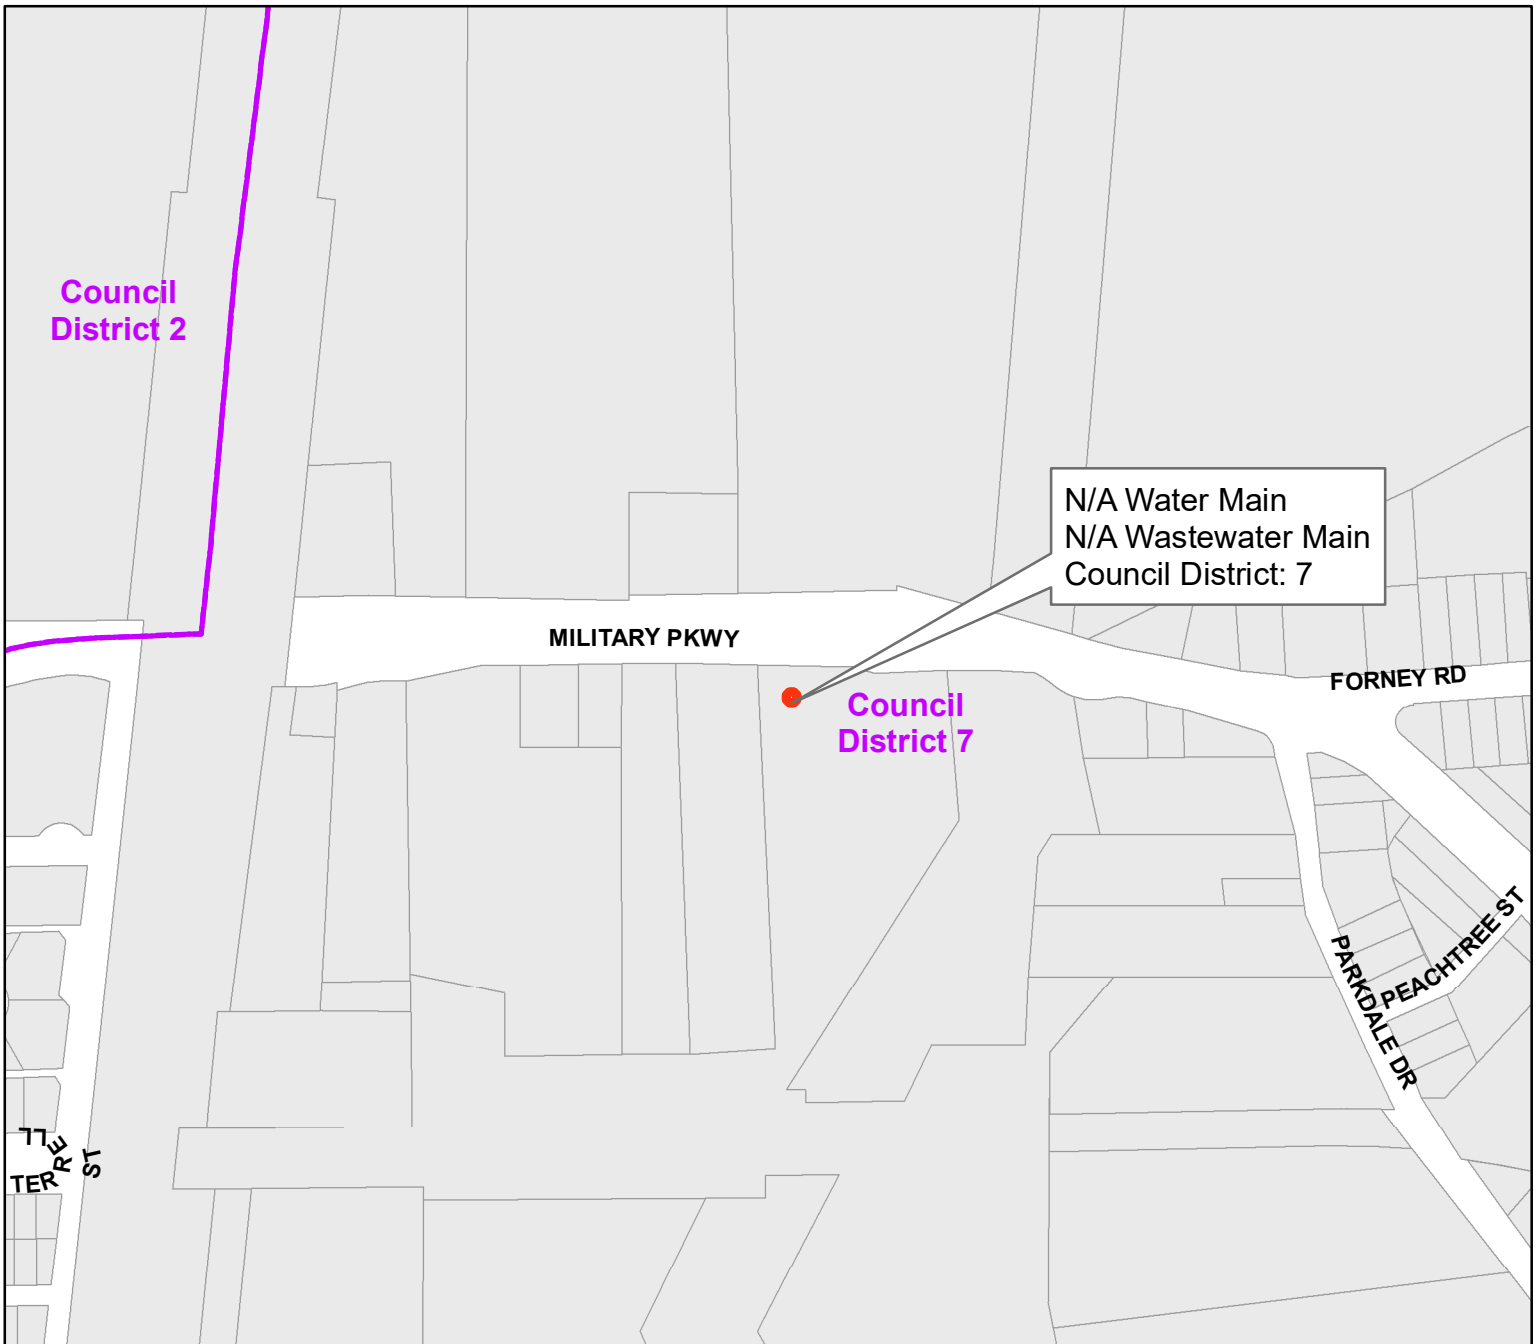 Council
District 2
N/A Water Main
N/A Wastewater Main
Council District: 7
MILITARY PKWY
FORNEY RD
Council
District 7
PEACHTREE ST
PARKDALE DR
TERRELL ST